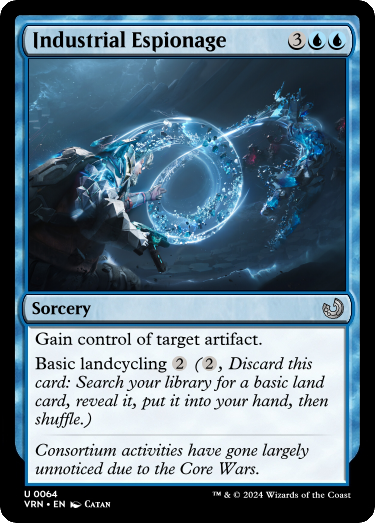 Industrial Espionage 3
Sorcery
Gain control of target artifact.
Basic landcycling 2 (2, Discard this
card: Search your library for a basic land
card, reveal it, put it into your hand, then
shuffle.)
Consortium activities have gone largely
unnoticed due to the Core Wars.
U 0064
VRN • EN Catan
™ & © 2024 Wizards of the Coast